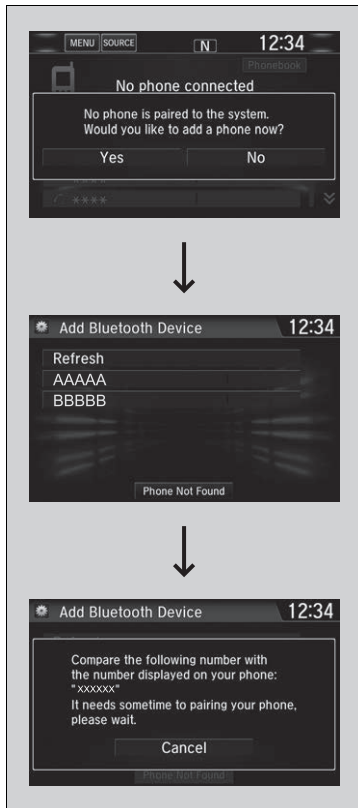 MENU SOURCE N 12:34
Phonebook
No phone connected
No phone is paired to the system.
Would you like to add a phone now?
Yes No
****
****
Add Bluetooth Device 12:34
Refresh
AAAAA
BBBBB
Phone Not Found
Add Bluetooth Device 12:34
Compare the following number with
the number displayed on your phone:
"xxxxxx"
It needs sometime to pairing your phone,
please wait.
Cancel
Phone Not Found